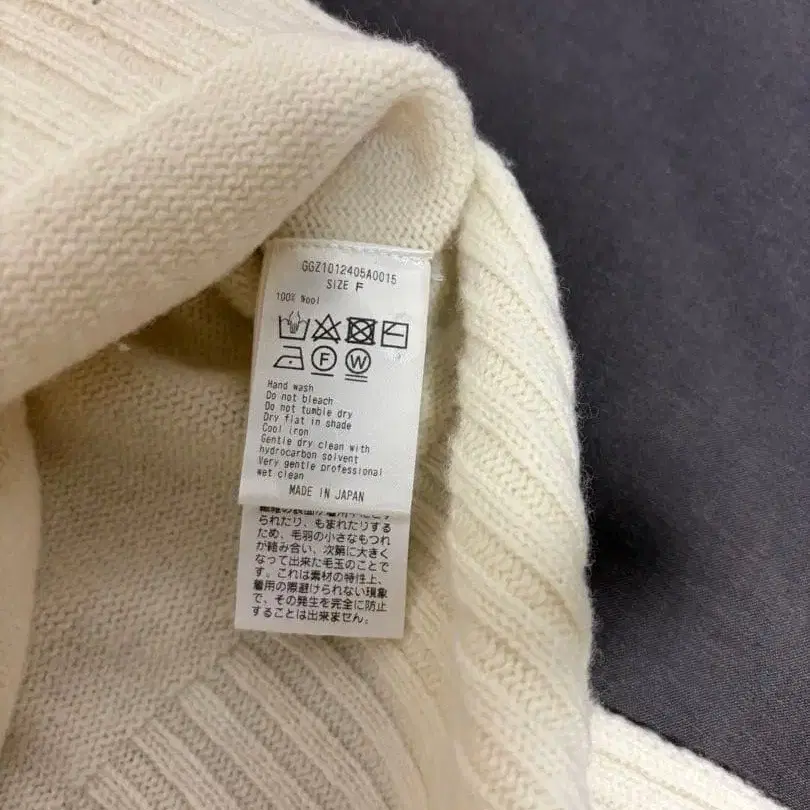 GGZ1012405A0015
SIZE F
100% Wool
F
W
Hand wash
Do not bleach
Do not tumble dry
Dry flat in shade
Cool iron
Gentle dry clean with
hydrocarbon solvent
Very gentle professional
wet clean
MADE IN JAPAN
られたり、もまれたりする
ため、毛羽の小さなもつれ
が絡み合い、次第に大きく
なって出来た毛玉のことで
す。これは素材の特性上、
着用の際避けられない現象
で、その発生を完全に防止
することは出来ません。